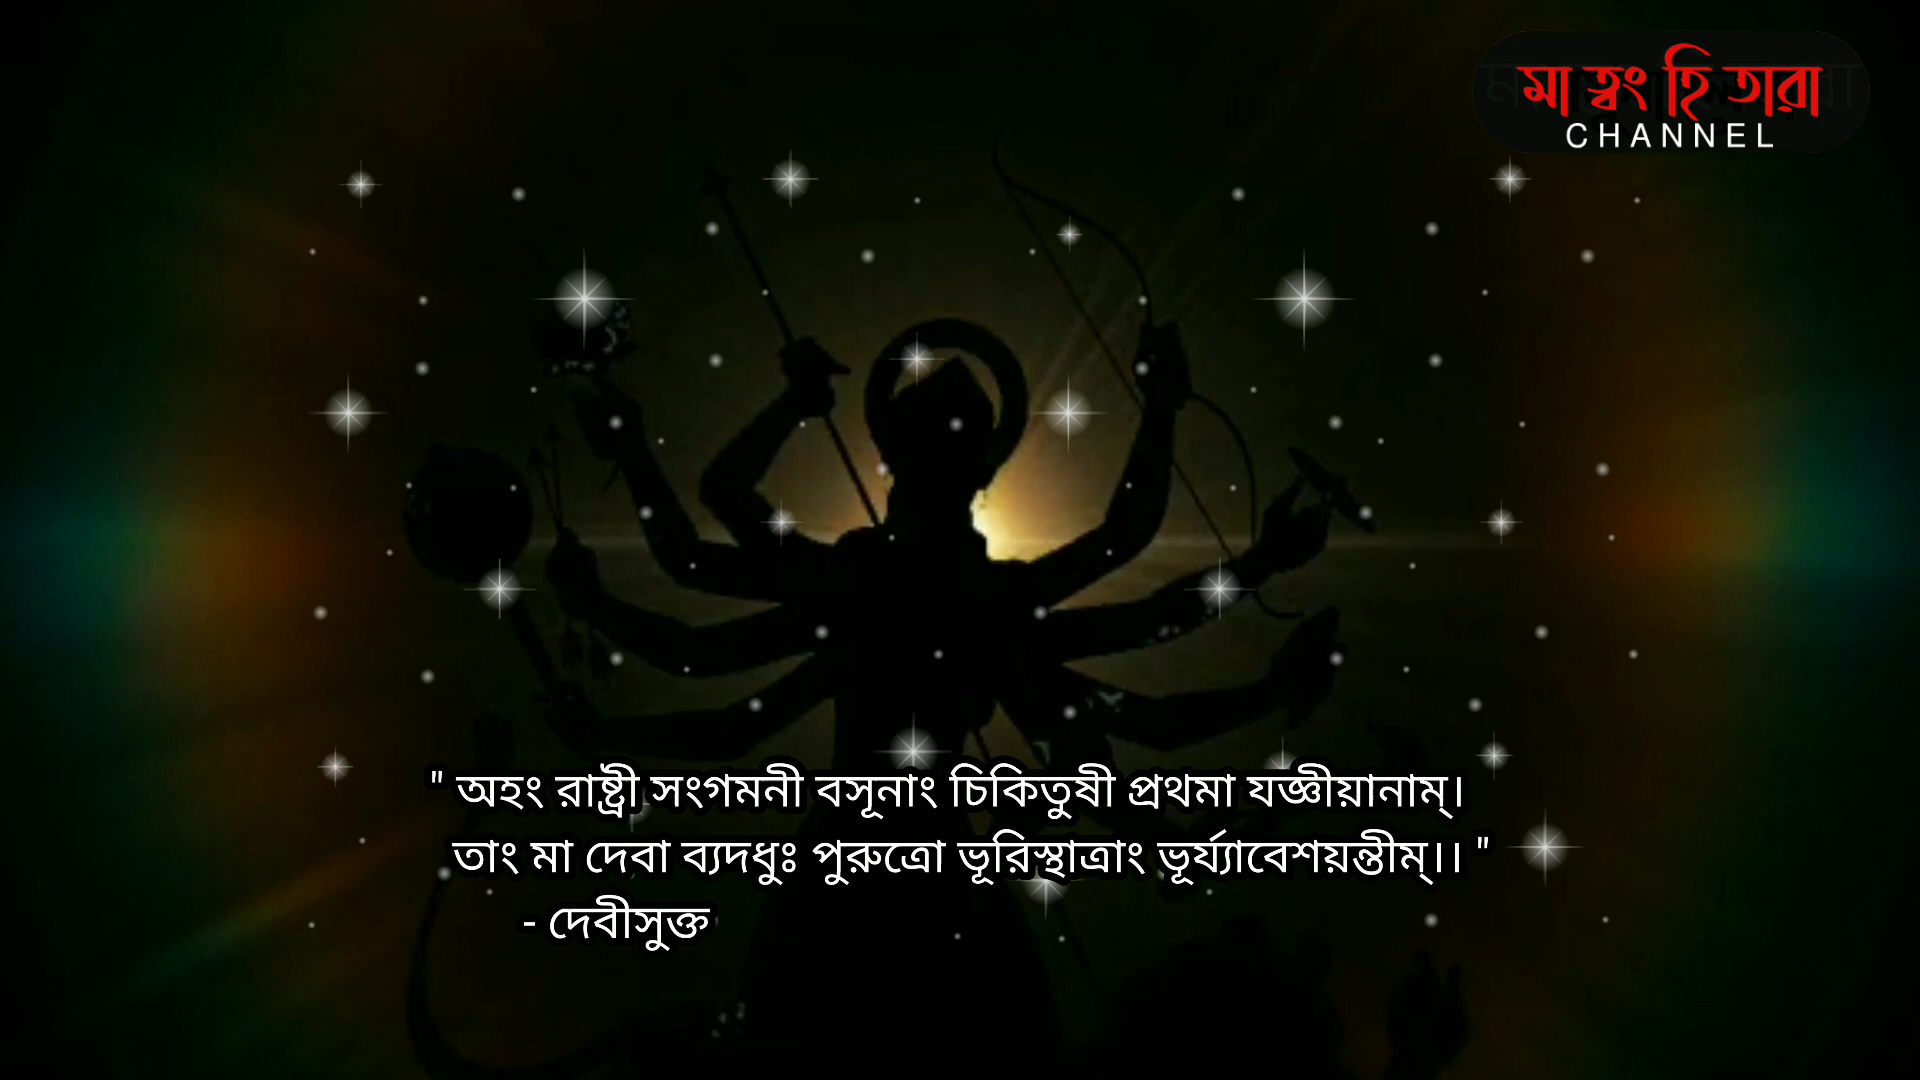 মা ত্বং হি তারা
CHANNEL
" অহং রাষ্ট্রী সংগমনী বসূনাং চিকিতুষী প্রথমা যজ্ঞীয়ানাম্।
তাং মা দেবা ব্যদধুঃ পুরুত্রো ভূরিস্থাত্রাং ভূর্য্যাবেশয়ন্তীম্।। "
- দেবীসুক্ত